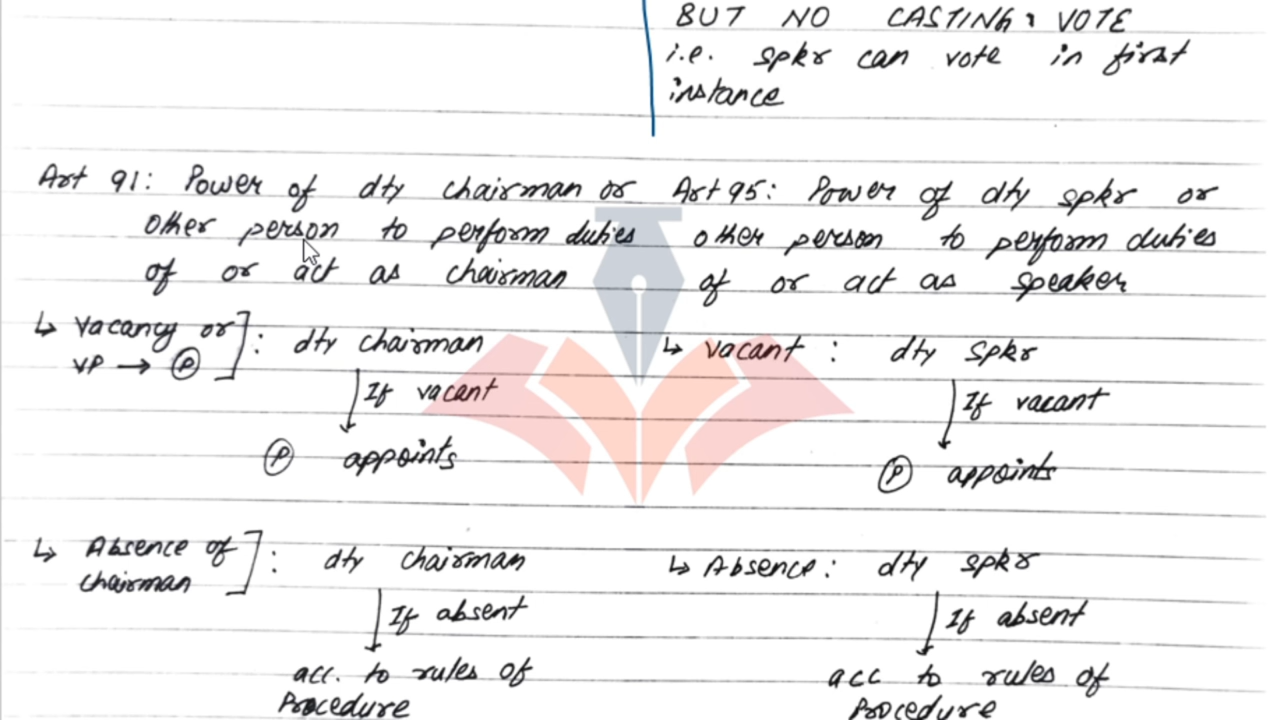 BUT NO CASTING VOTE
i.e. spkr can vote in first
instance
Art 91: Power of dty chairman or
other person to perform duties
of or act as chairman
↳ Vacancy or
VP → Ⓟ ] : dty chairman
If vacant
Ⓟ appoints
↳ Absence of
chairman ] : dty chairman
If absent
acc. to rules of
Procedure
Art 95: Power of dty spkr or
other person to perform duties
of or act as speaker
↳ Vacant : dty spkr
If vacant
Ⓟ appoints
↳ Absence : dty spkr
If absent
acc to rules of
Procedure